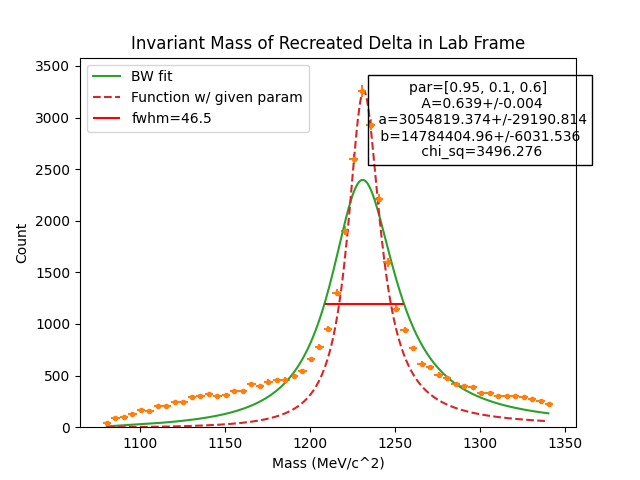 Invariant Mass of Recreated Delta in Lab Frame
BW fit
Function w/ given param
fwhm=46.5
par=[0.95, 0.1, 0.6]
A=0.639+/-0.004
a=3054819.374+/-29190.814
b=14784404.96+/-6031.536
chi_sq=3496.276
Count
3500
3000
2500
2000
1500
1000
500
0
1100
1150
1200
1250
1300
1350
Mass (MeV/c^2)